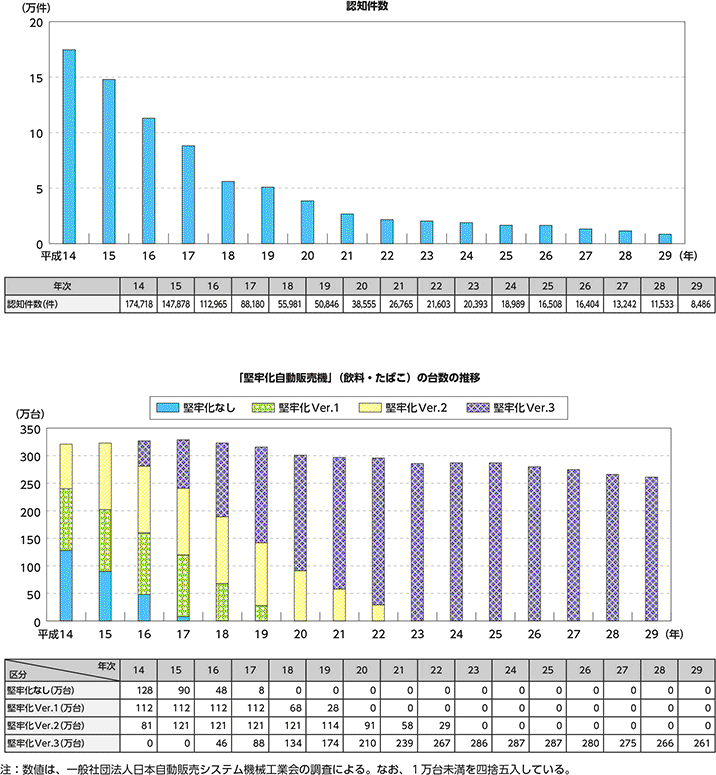 (万件)
認知件数
20
15
10
5
0
平成14 15 16 17 18 19 20 21 22 23 24 25 26 27 28 29 (年)
年次 14 15 16 17 18 19 20 21 22 23 24 25 26 27 28 29
認知件数(件) 174,718 147,878 112,965 88,180 55,981 50,846 38,555 26,765 21,603 20,393 18,989 16,508 16,404 13,242 11,533 8,486
「堅牢化自動販売機」(飲料・たばこ)の台数の推移
(万台)
堅牢化なし 堅牢化Ver.1 堅牢化Ver.2 堅牢化Ver.3
350
300
250
200
150
100
50
0
平成14 15 16 17 18 19 20 21 22 23 24 25 26 27 28 29 (年)
区分 年次 14 15 16 17 18 19 20 21 22 23 24 25 26 27 28 29
堅牢化なし(万台) 128 90 48 8 0 0 0 0 0 0 0 0 0 0 0 0
堅牢化Ver.1(万台) 112 112 112 112 68 28 0 0 0 0 0 0 0 0 0 0
堅牢化Ver.2(万台) 81 121 121 121 121 114 91 58 29 0 0 0 0 0 0 0
堅牢化Ver.3(万台) 0 0 46 88 134 174 210 239 267 286 287 287 280 275 266 261
注：数値は、一般社団法人日本自動販売システム機械工業会の調査による。なお、1万台未満を四捨五入している。